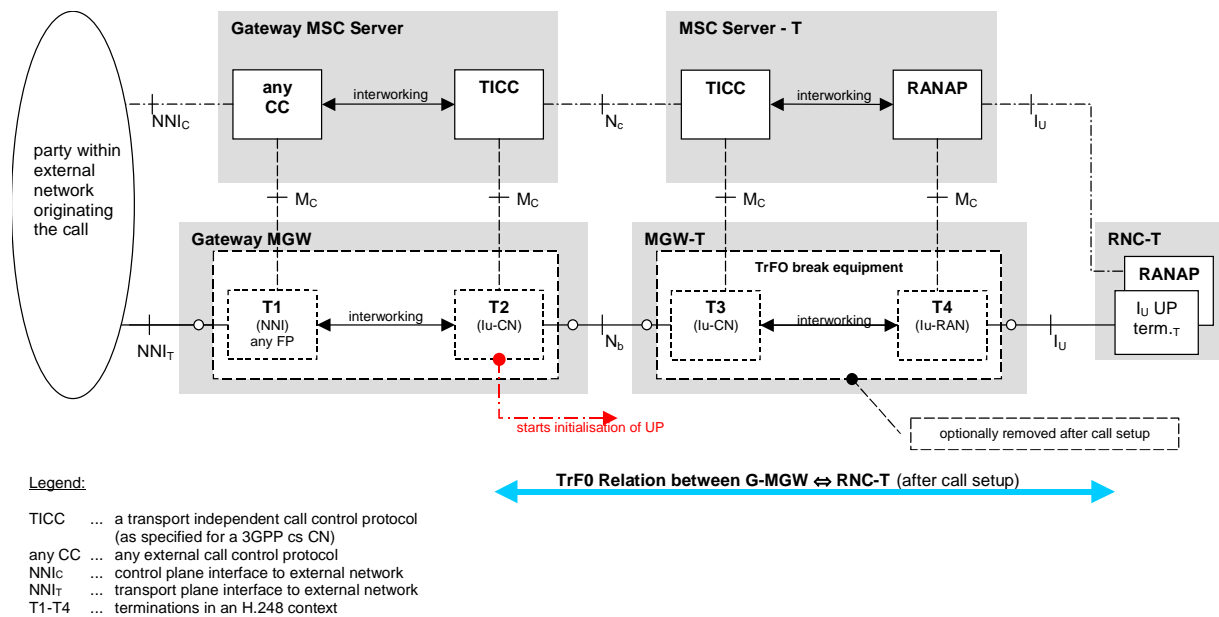 Gateway MSC Server
MSC Server - T
any
CC
interworking
TICC
TICC
interworking
RANAP
NNIC
NC
IU
party within
external
network
originating
the call
MC
MC
MC
MC
Gateway MGW
MGW-T
RNC-T
TrFO break equipment
RANAP
T1
(NNI)
any FP
interworking
T2
(Iu-CN)
T3
(Iu-CN)
interworking
T4
(Iu-RAN)
IU UP
term.T
NNIT
Nb
IU
starts initialisation of UP
optionally removed after call setup
TrF0 Relation between G-MGW ⇔ RNC-T (after call setup)
Legend:
TICC ... a transport independent call control protocol
(as specified for a 3GPP cs CN)
any CC ... any external call control protocol
NNIC ... control plane interface to external network
NNIT ... transport plane interface to external network
T1-T4 ... terminations in an H.248 context